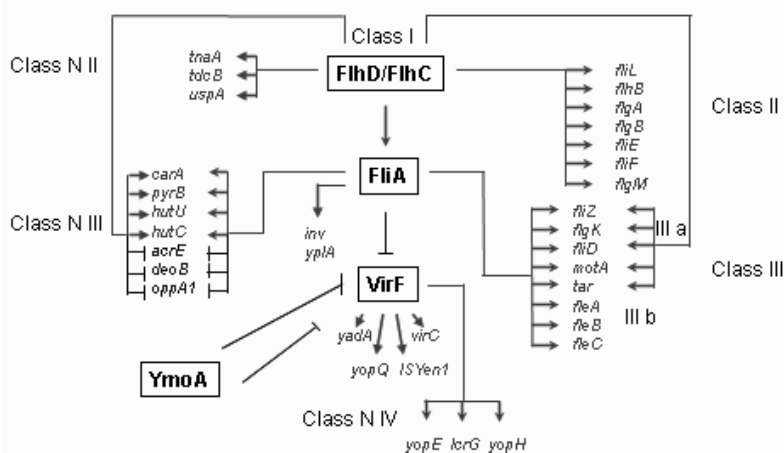 Class I
Class N II
tnaA
tdcB
uspA
FlhD/FlhC
fliL
flhB
flgA
flgB
fliE
fliF
flgM
Class II
FliA
Class N III
carA
pyrB
hutU
hutC
acrE
deoB
oppA1
inv
yplA
fliZ
flgK
fliD
motA
tar
fleA
fleB
fleC
III a
III b
Class III
VirF
yadA
virC
yopQ
ISYen1
YmoA
Class N IV
yopE lcrG yopH